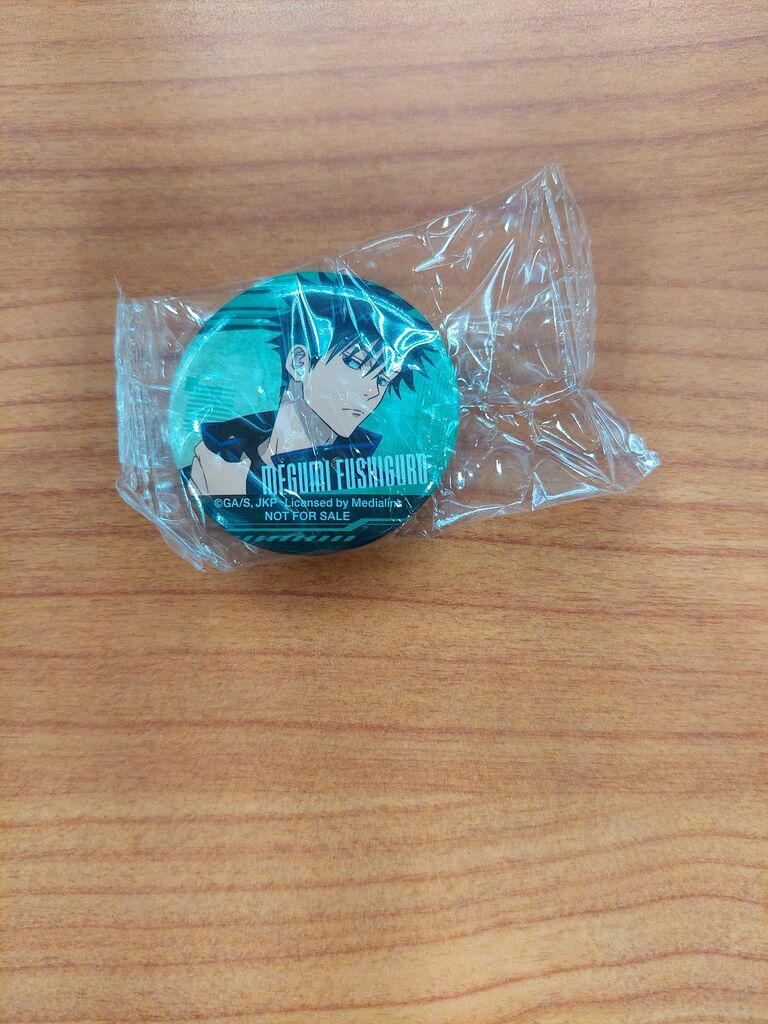 MEGUMI FUSHIGURO
©GA/S, JKP Licensed by Medialink
NOT FOR SALE